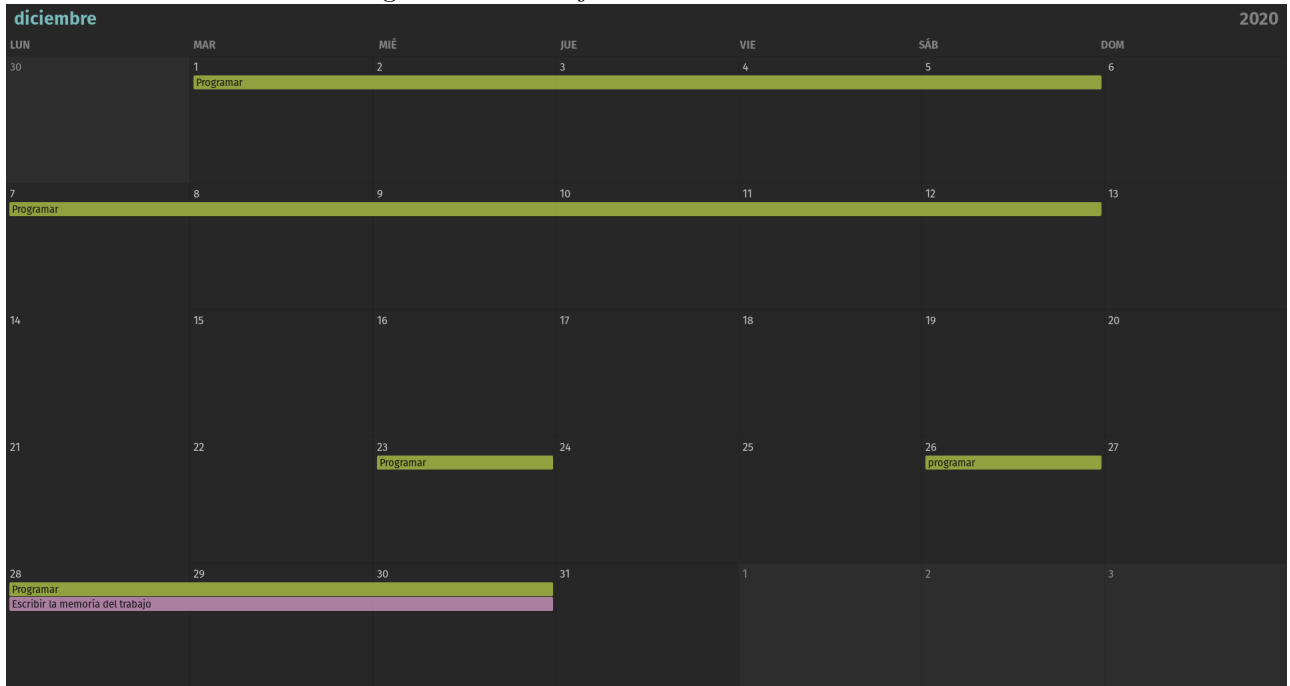 diciembre 2020
LUN MAR MIÉ JUE VIE SÁB DOM
30 1 2 3 4 5 6
Programar
7 8 9 10 11 12 13
Programar
14 15 16 17 18 19 20
21 22 23 24 25 26 27
Programar programar
28 29 30 31 1 2 3
Programar
Escribir la memoría del trabajo